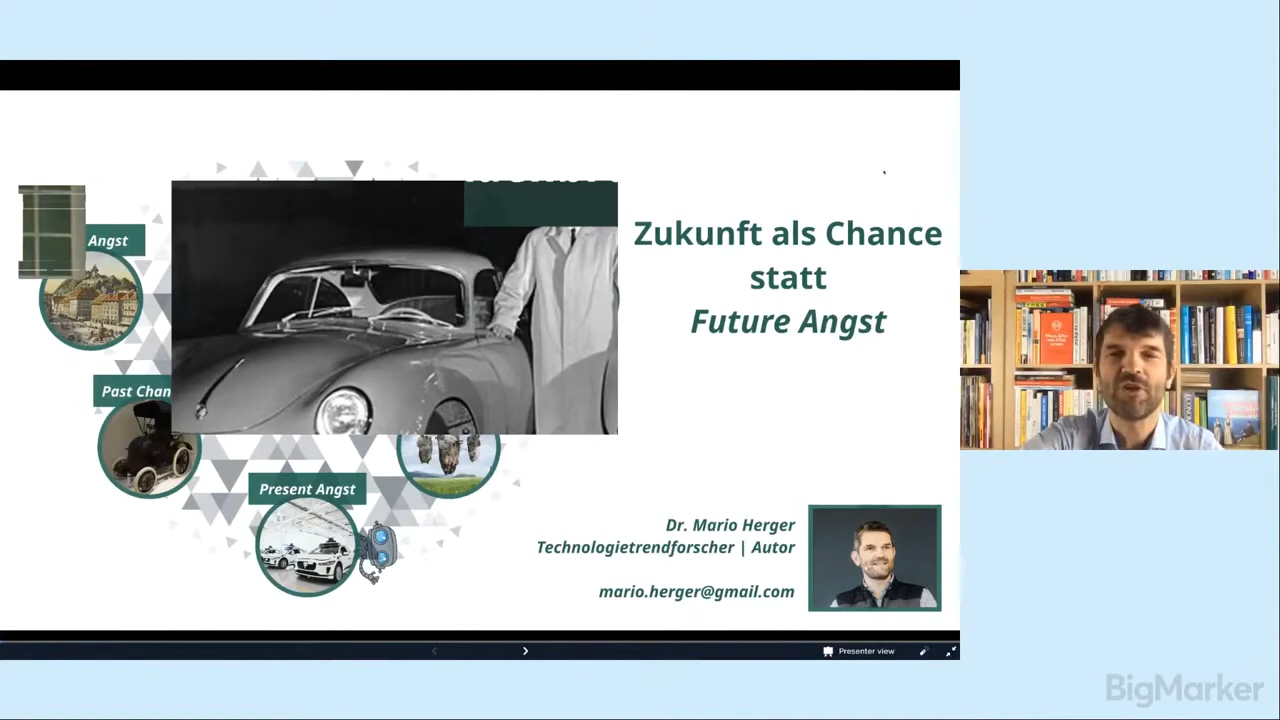 Angst
Past Chan
Present Angst
Zukunft als Chance
statt
Future Angst
Dr. Mario Herger
Technologietrendforscher | Autor
mario.herger@gmail.com
Presenter view
BigMarker